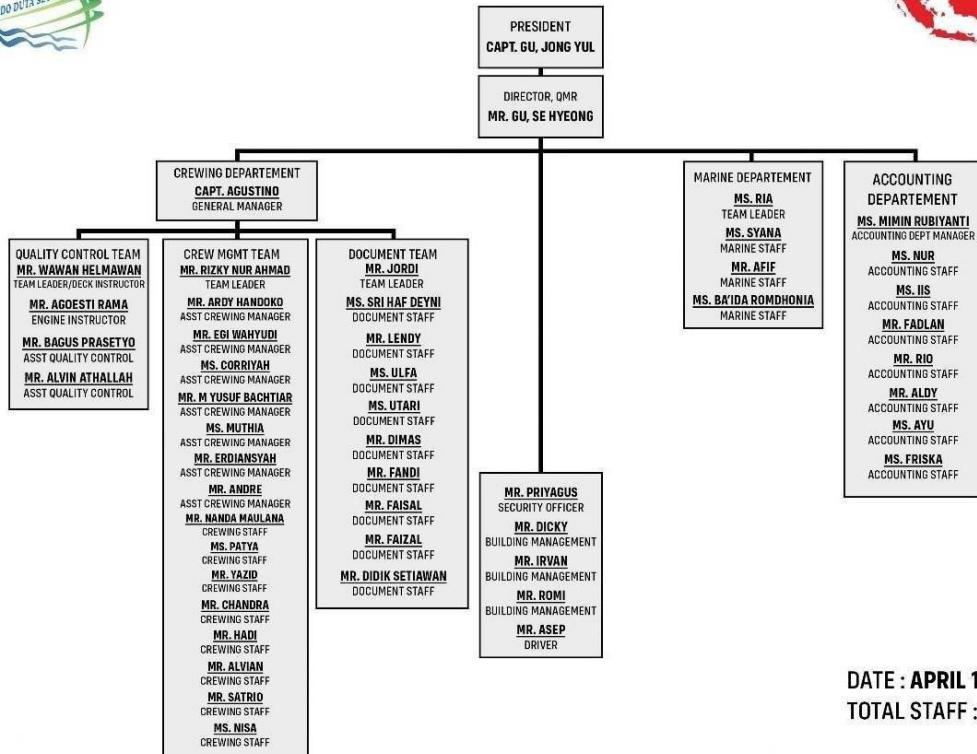 DO DUTA SE
PRESIDENT
CAPT. GU, JONG YUL
DIRECTOR, QMR
MR. GU, SE HYEONG
CREWING DEPARTMENT
CAPT. AGUSTINO
GENERAL MANAGER
QUALITY CONTROL TEAM
MR. WAWAN HELMAWAN
TEAM LEADER/DECK INSTRUCTOR
MR. AGOESTI RAMA
ENGINE INSTRUCTOR
MR. BAGUS PRASETYO
ASST QUALITY CONTROL
MR. ALVIN ATHALLAH
ASST QUALITY CONTROL
CREW MGMT TEAM
MR. RIZKY NUR AHMAD
TEAM LEADER
MR. ARDY HANDOKO
ASST CREWING MANAGER
MR. EGI WAHYUDI
ASST CREWING MANAGER
MS. CORRIYAH
ASST CREWING MANAGER
MR. M YUSUF BACHTIAR
ASST CREWING MANAGER
MS. MUTHIA
ASST CREWING MANAGER
MR. ERDIANSYAH
ASST CREWING MANAGER
MR. ANDRE
ASST CREWING MANAGER
MR. NANDA MAULANA
CREWING STAFF
MS. PATYA
CREWING STAFF
MR. YAZID
CREWING STAFF
MR. CHANDRA
CREWING STAFF
MR. HADI
CREWING STAFF
MR. ALVIAN
CREWING STAFF
MR. SATRIO
CREWING STAFF
MS. NISA
CREWING STAFF
DOCUMENT TEAM
MR. JORDI
TEAM LEADER
MS. SRI HAF DEYNI
DOCUMENT STAFF
MR. LENDY
DOCUMENT STAFF
MS. ULFA
DOCUMENT STAFF
MS. UTARI
DOCUMENT STAFF
MR. DIMAS
DOCUMENT STAFF
MR. FANDI
DOCUMENT STAFF
MR. FAISAL
DOCUMENT STAFF
MR. FAIZAL
DOCUMENT STAFF
MR. DIDIK SETIAWAN
DOCUMENT STAFF
MR. PRIYAGUS
SECURITY OFFICER
MR. DICKY
BUILDING MANAGEMENT
MR. IRVAN
BUILDING MANAGEMENT
MR. ROMI
BUILDING MANAGEMENT
MR. ASEP
DRIVER
MARINE DEPARTMENT
MS. RIA
TEAM LEADER
MS. SYANA
MARINE STAFF
MR. AFIF
MARINE STAFF
MS. BA'IDA ROMDHONIA
MARINE STAFF
ACCOUNTING
DEPARTMENT
MS. MIMIN RUBIYANTI
ACCOUNTING DEPT MANAGER
MS. NUR
ACCOUNTING STAFF
MS. IIS
ACCOUNTING STAFF
MR. FADLAN
ACCOUNTING STAFF
MR. RIO
ACCOUNTING STAFF
MR. ALDY
ACCOUNTING STAFF
MS. AYU
ACCOUNTING STAFF
MS. FRISKA
ACCOUNTING STAFF
DATE : APRIL 1
TOTAL STAFF :